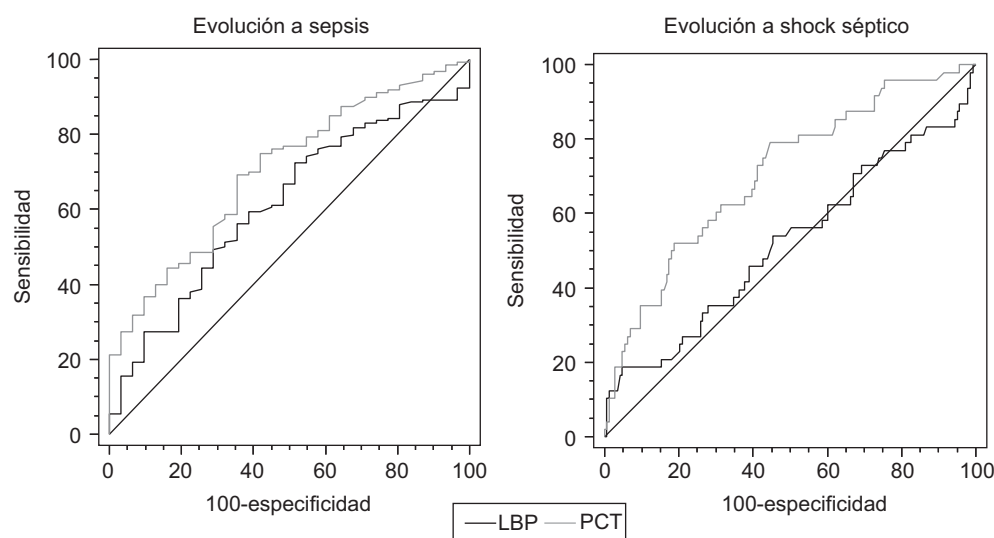 Evolución a sepsis
100
80
60
40
20
0
Sensibilidad
0 20 40 60 80 100
100-especificidad
Evolución a shock séptico
100
80
60
40
20
0
Sensibilidad
0 20 40 60 80 100
100-especificidad
LBP PCT